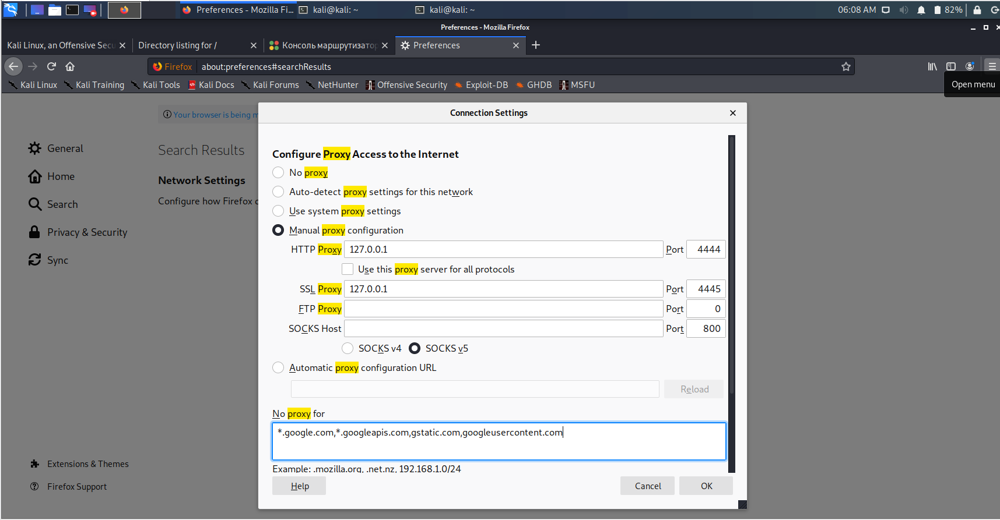 Preferences - Mozilla Fi...
kali@kali: ~
kali@kali: ~
06:08 AM
82%
Preferences - Mozilla Firefox
Kali Linux, an Offensive Secu
Directory listing for /
Консоль маршрутизатор
Preferences
Firefox
about:preferences#searchResults
Kali Linux
Kali Training
Kali Tools
Kali Docs
Kali Forums
NetHunter
Offensive Security
Exploit-DB
GHDB
MSFU
Open menu
Your browser is being m
General
Home
Search
Privacy & Security
Sync
Extensions & Themes
Firefox Support
Search Results
Network Settings
Configure how Firefox c
Connection Settings
Configure Proxy Access to the Internet
No proxy
Auto-detect proxy settings for this network
Use system proxy settings
Manual proxy configuration
HTTP Proxy 127.0.0.1 Port 4444
Use this proxy server for all protocols
SSL Proxy 127.0.0.1 Port 4445
FTP Proxy Port 0
SOCKS Host Port 800
SOCKS v4 SOCKS v5
Automatic proxy configuration URL
Reload
No proxy for
*.google.com,*.googleapis.com,gstatic.com,googleusercontent.com
Example: .mozilla.org, .net.nz, 192.168.1.0/24
Help
Cancel
OK